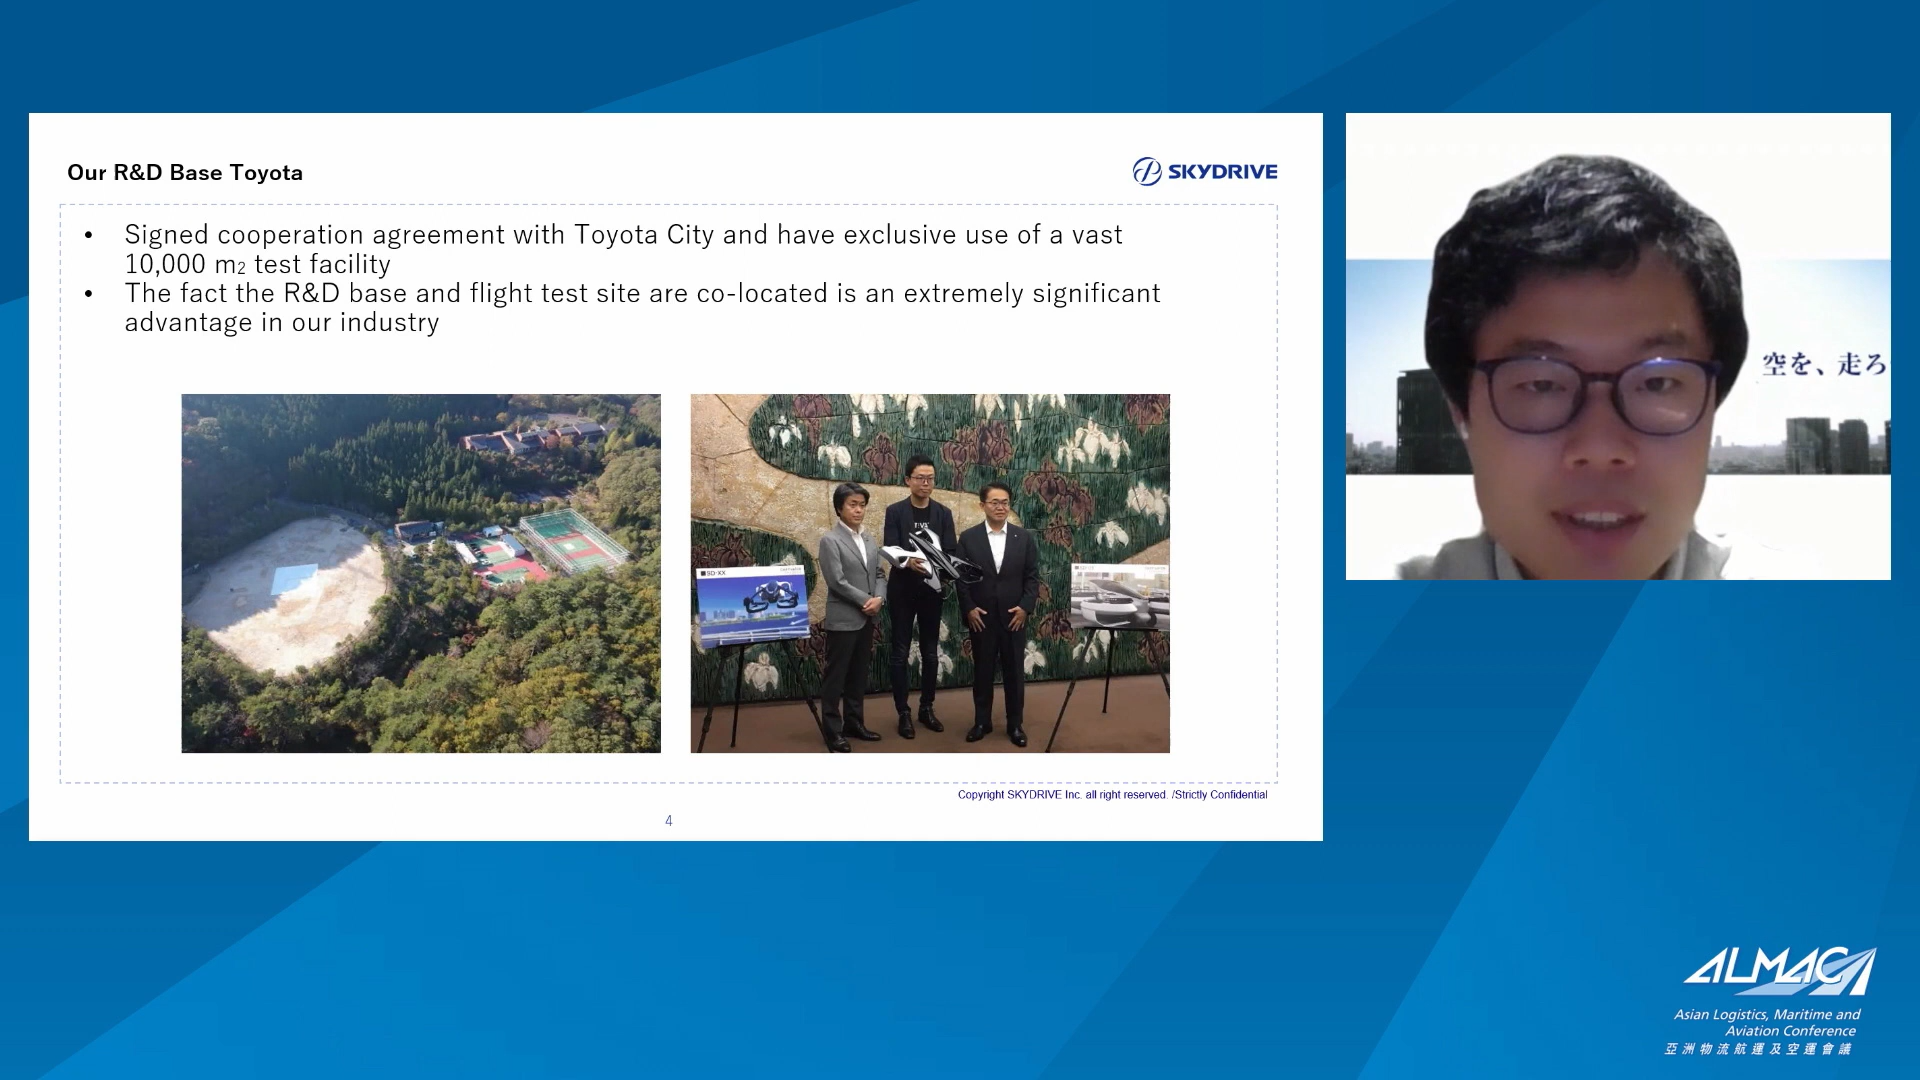 Our R&D Base Toyota
SKYDRIVE
• Signed cooperation agreement with Toyota City and have exclusive use of a vast
10,000 m2 test facility
• The fact the R&D base and flight test site are co-located is an extremely significant
advantage in our industry
SD-XX
Copyright SKYDRIVE Inc. all right reserved. /Strictly Confidential
4
空を、走ろ
ALMAC
Asian Logistics, Maritime and
Aviation Conference
亞洲物流航運及空運會議